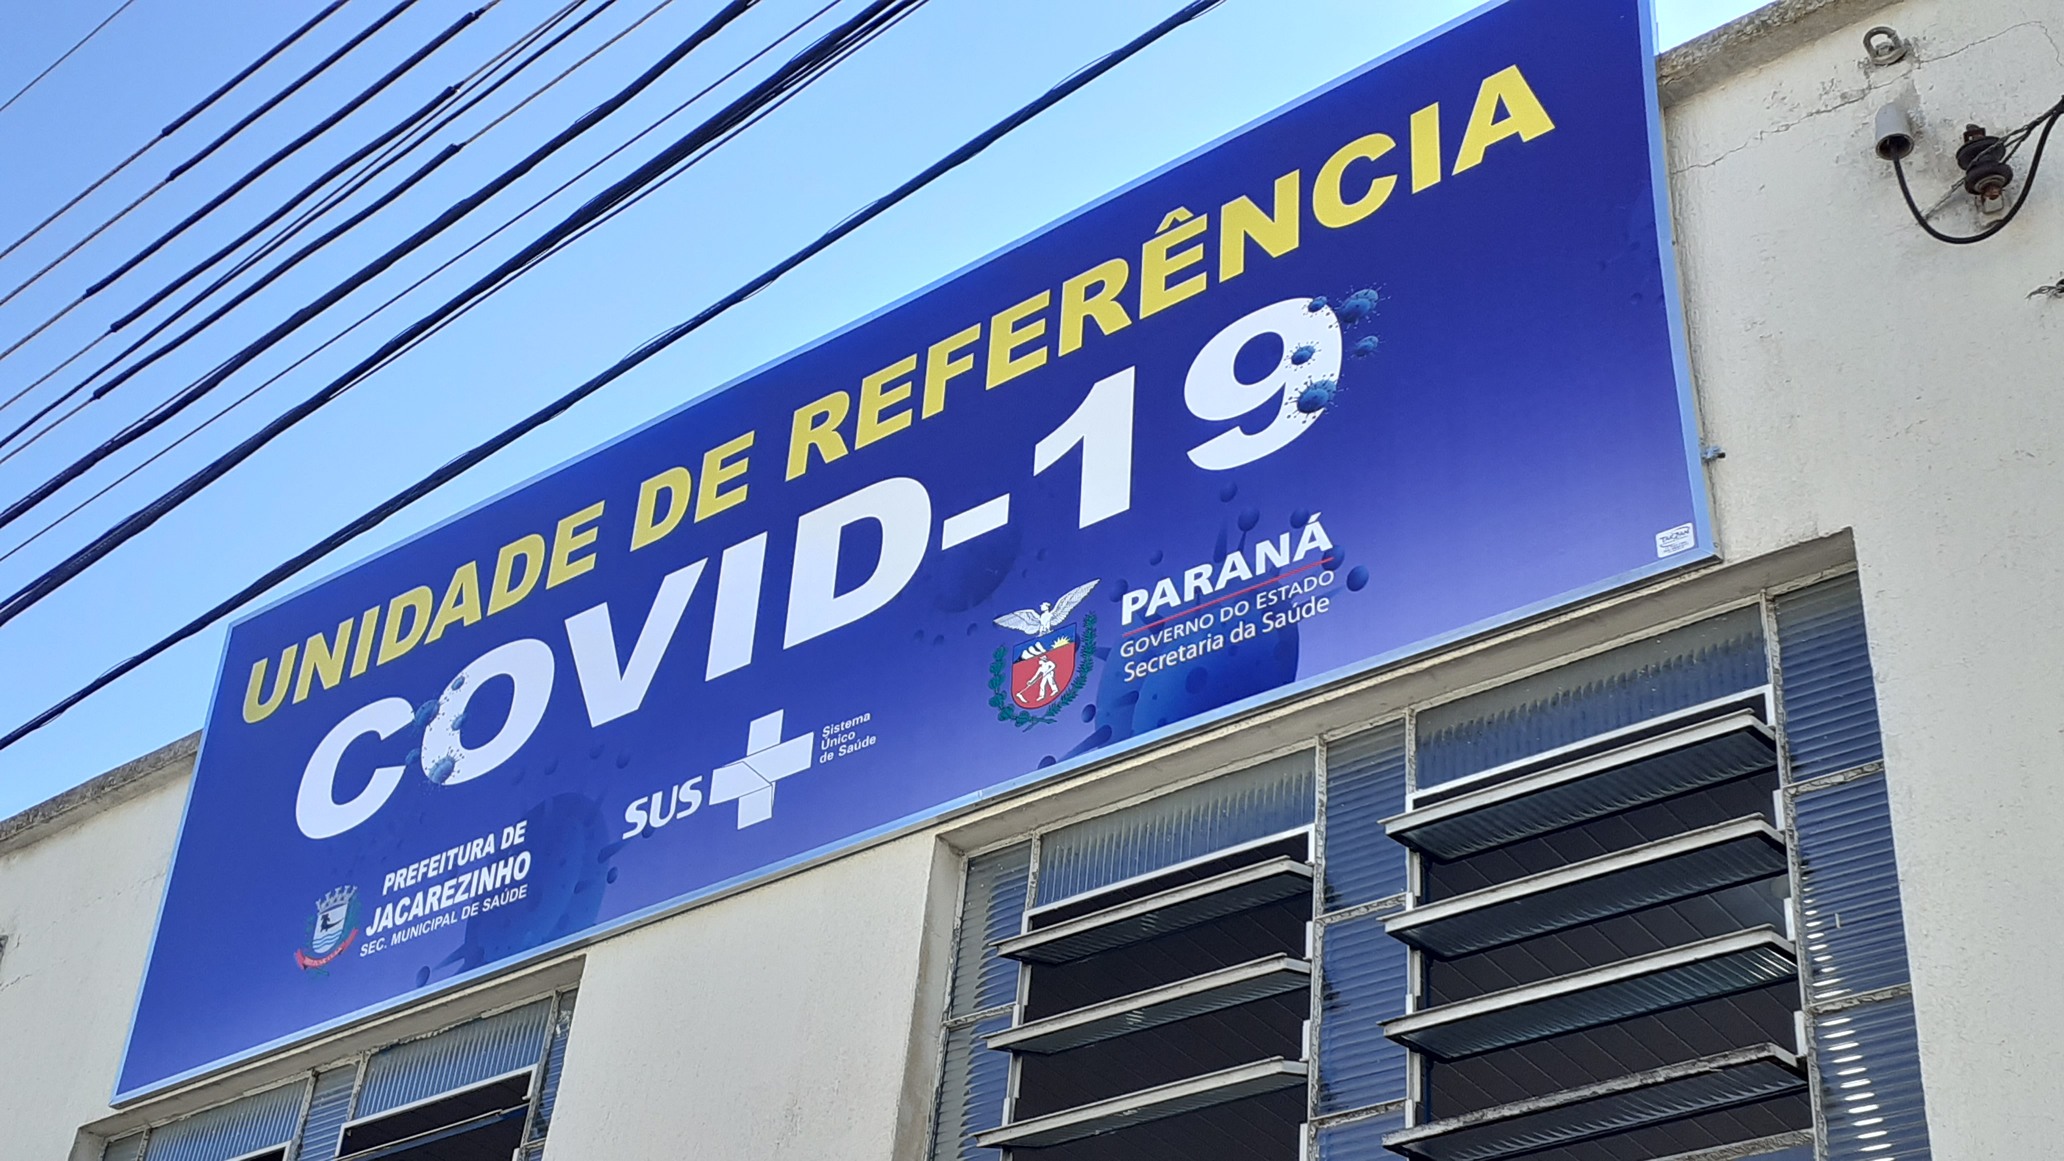 UNIDADE DE REFERÊNCIA
COVID-19
PREFEITURA DE
JACAREZINHO
SEC. MUNICIPAL DE SAÚDE
SUS
Sistema
Único
de Saúde
PARANÁ
GOVERNO DO ESTADO
Secretaria da Saúde